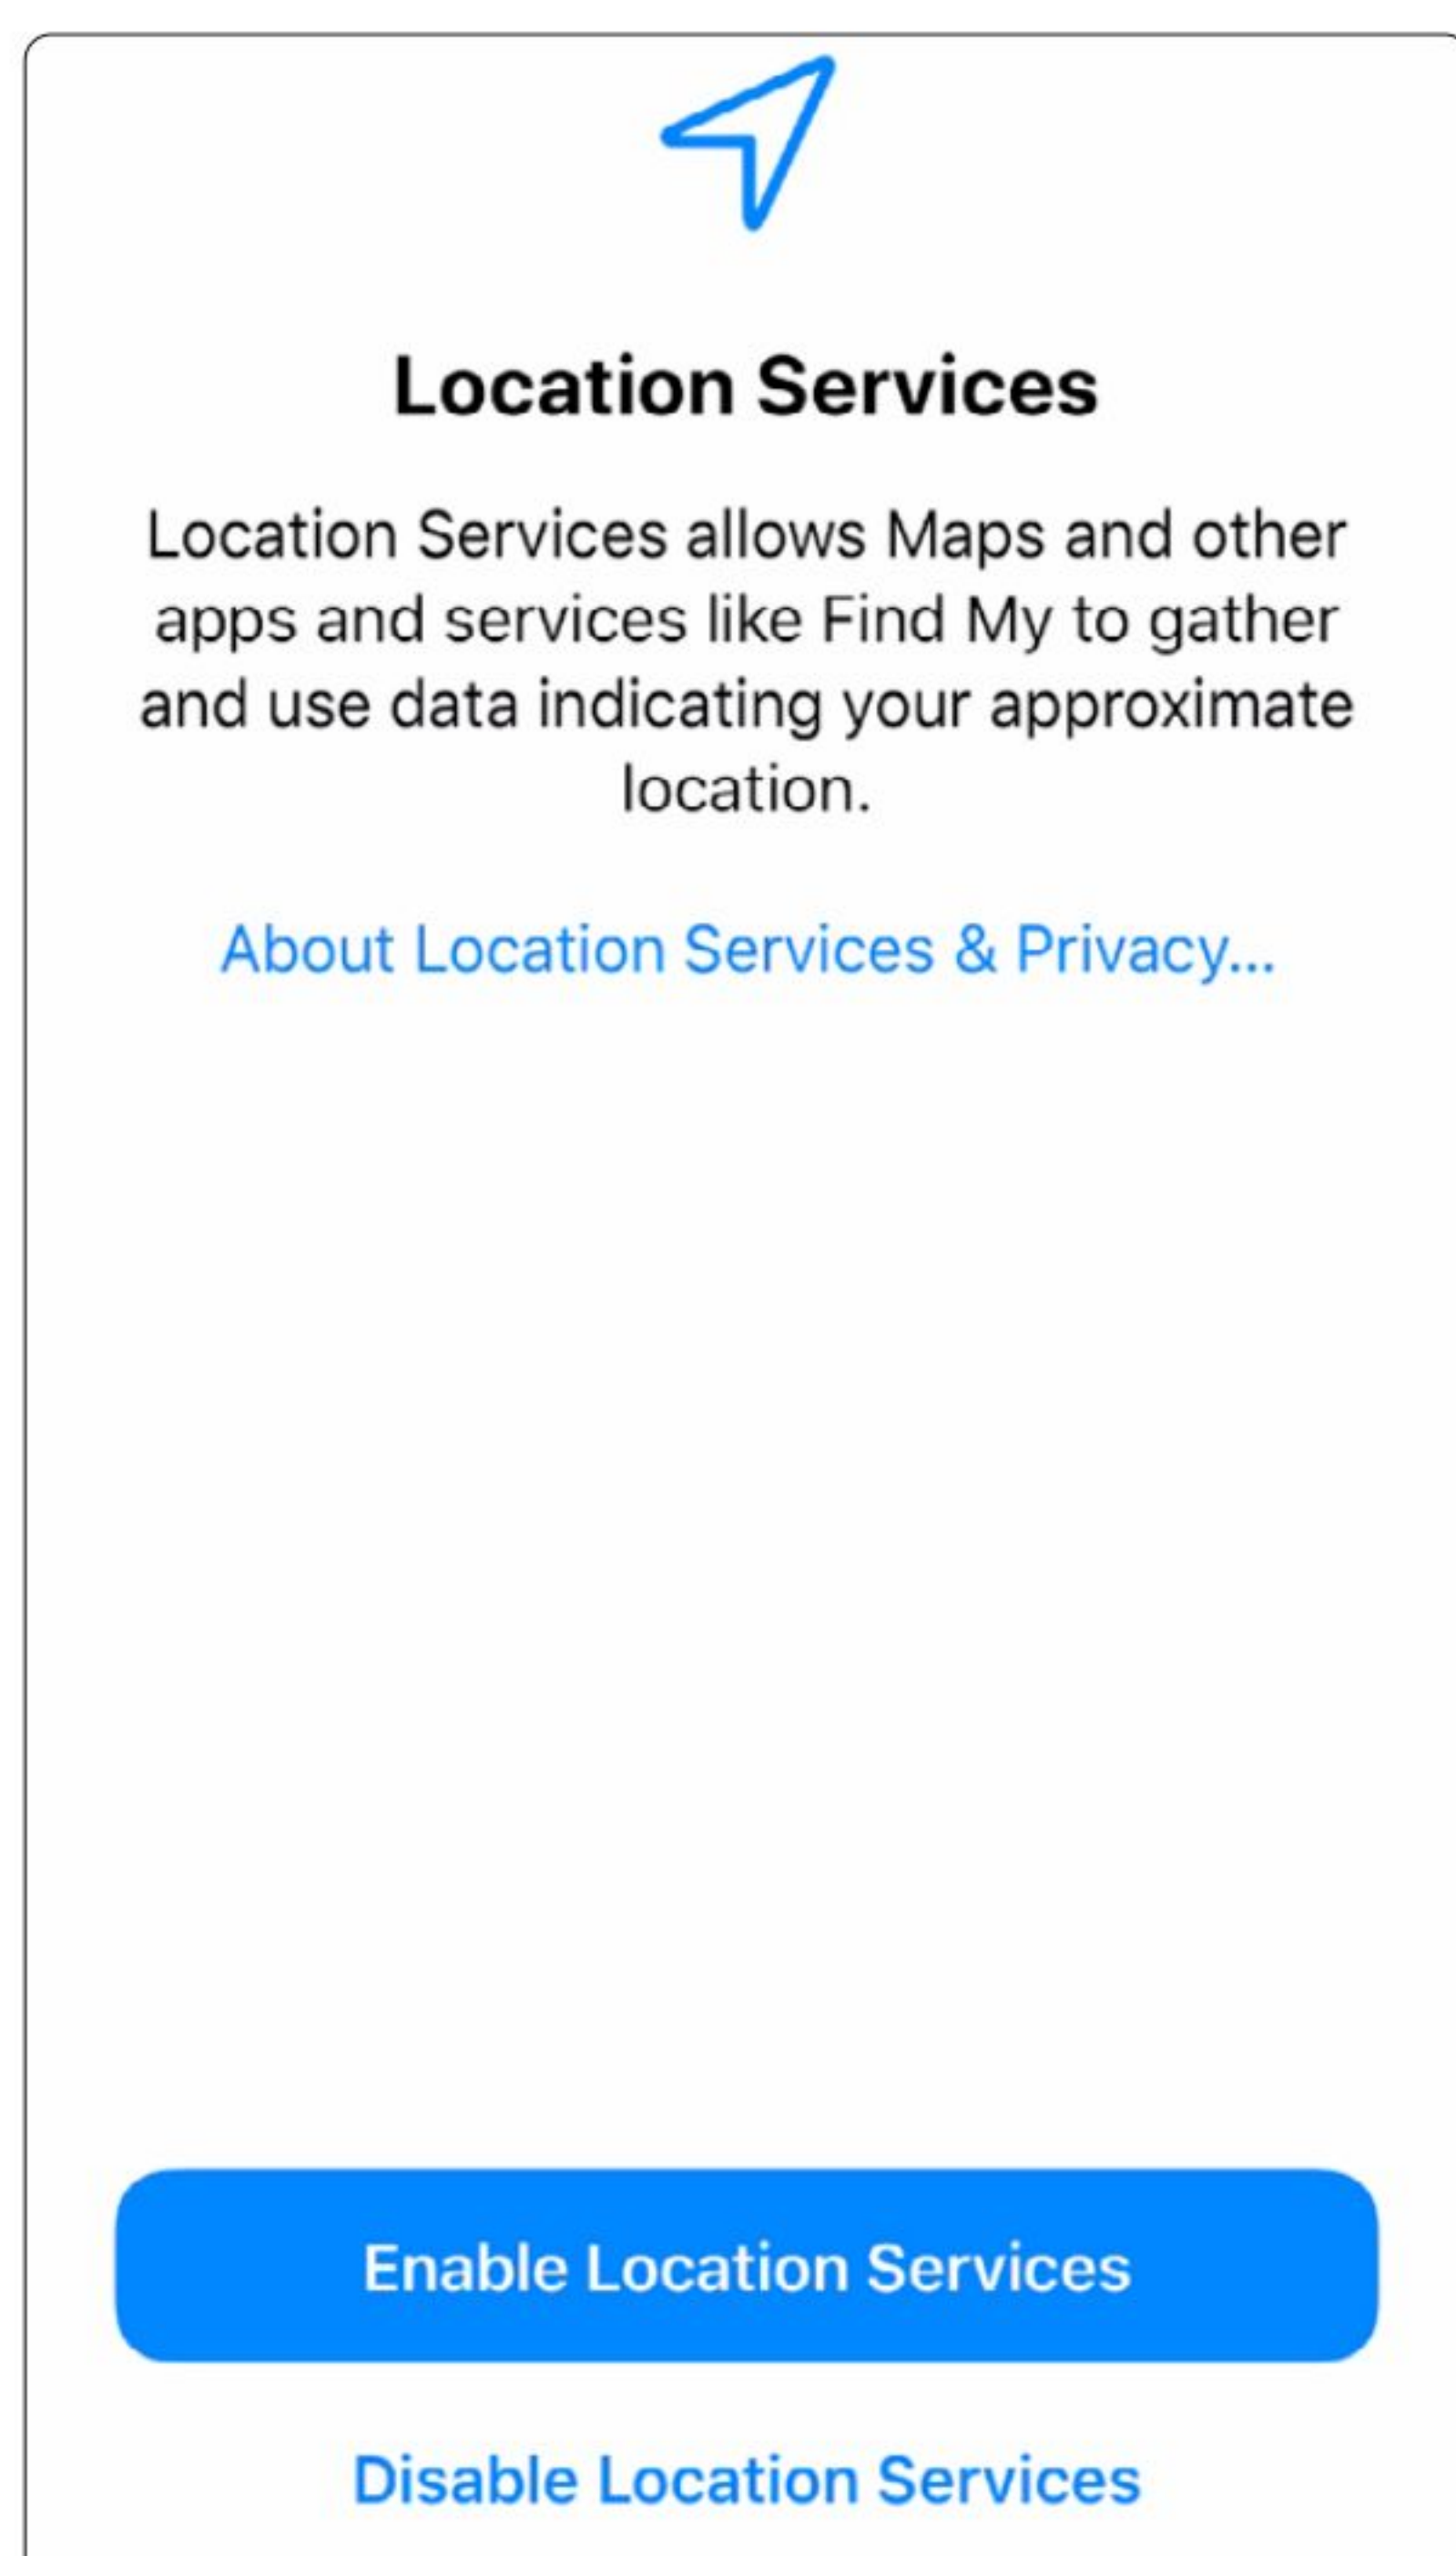 Location Services
Location Services allows Maps and other
apps and services like Find My to gather
and use data indicating your approximate
location.
About Location Services & Privacy...
Enable Location Services
Disable Location Services